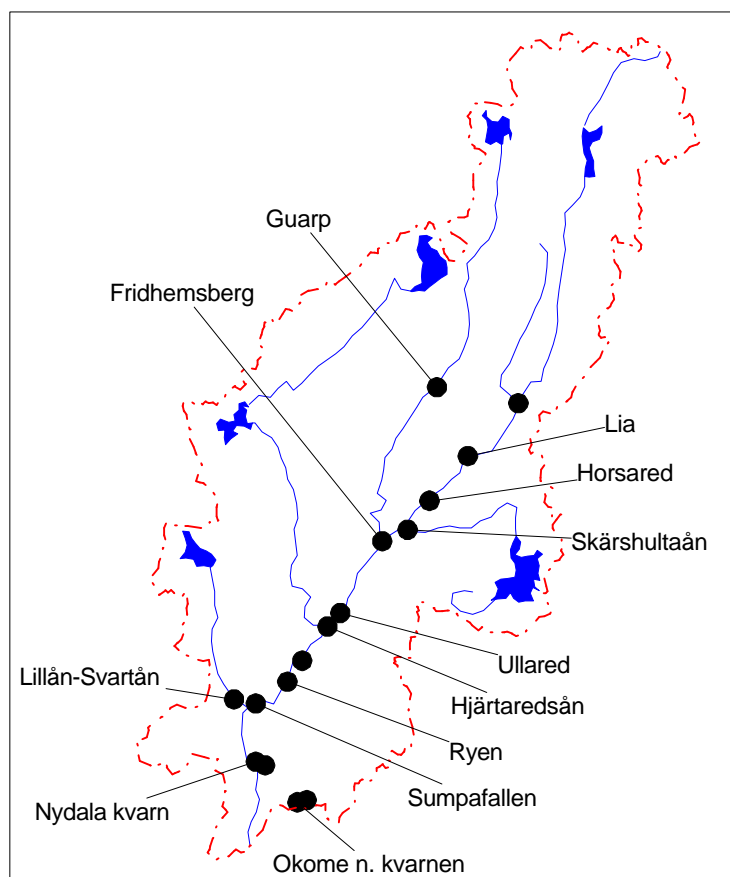 Guarp
Fridhemsberg
Lia
Horsared
Skärshultaån
Ullared
Lillån-Svartån
Hjärtaredsån
Ryen
Sumpafallen
Nydala kvarn
Okome n. kvarnen